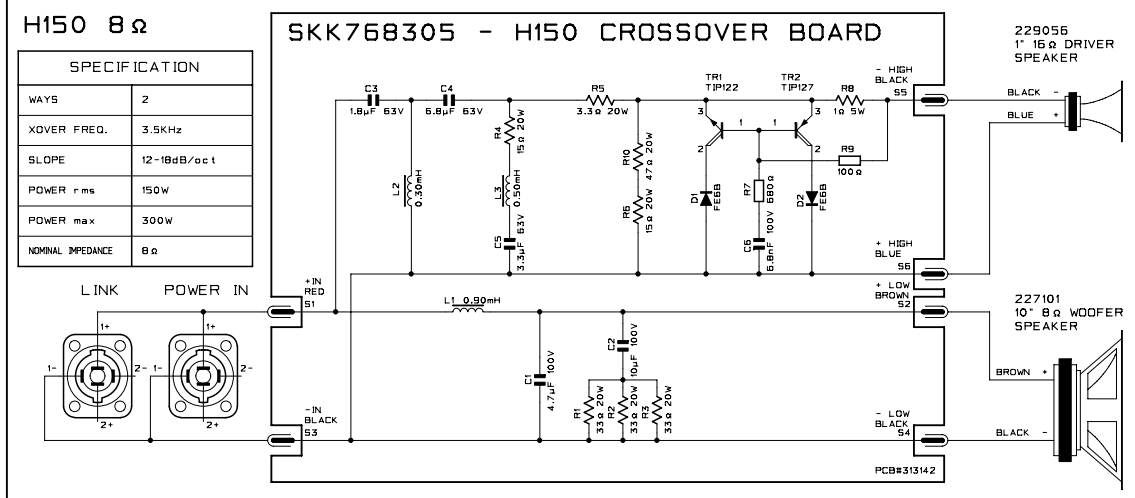 H150 8Ω
SPECIFICATION
WAYS 2
XOVER FREQ. 3.5KHz
SLOPE 12-18dB/oct
POWER rms 150W
POWER max 300W
NOMINAL IMPEDANCE 8Ω
LINK
POWER IN
1+
1-
2-
2+
1+
1-
2-
2+
SKK768305 - H150 CROSSOVER BOARD
C3
1.8µF 63V
C4
6.8µF 63V
R5
3.3Ω 20W
TR1
TIP122
TR2
TIP127
R8
1Ω 5W
- HIGH
BLACK
S5
3
1
2
3
1
2
R4
15Ω 20W
L2
0.30mH
L3
0.50mH
C5
3.3µF 63V
R10
47Ω 20W
R6
15Ω 20W
D1
FE6B
R7
680Ω
C6
6.8nF 100V
D2
FE6B
R9
100Ω
+ HIGH
BLUE
S6
+IN
RED
S1
L1 0.90mH
+ LOW
BROWN
S2
C1
4.7µF 100V
C2
10µF 100V
R1
33Ω 20W
R2
33Ω 20W
R3
33Ω 20W
-IN
BLACK
S3
- LOW
BLACK
S4
PCB#313142
229056
1" 16Ω DRIVER
SPEAKER
BLACK -
BLUE +
227101
10" 8Ω WOOFER
SPEAKER
BROWN +
BLACK -